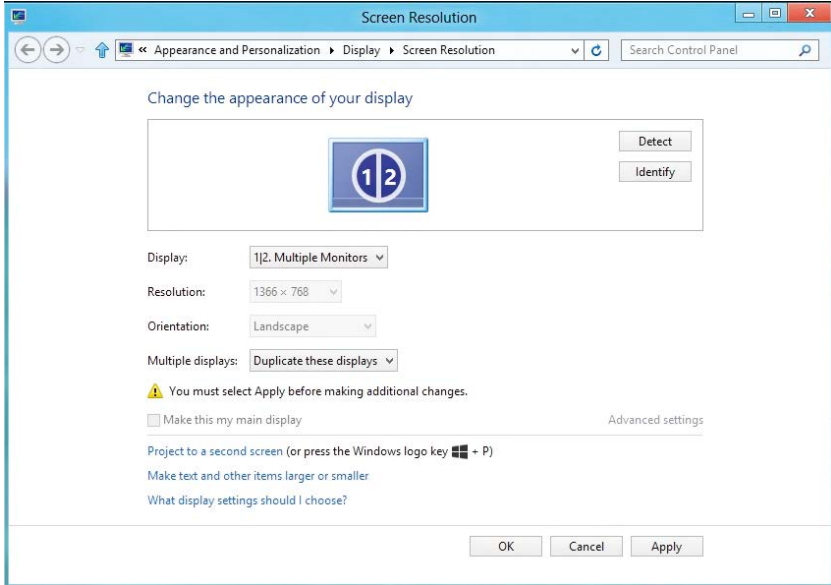 Screen Resolution
« Appearance and Personalization ▸ Display ▸ Screen Resolution
Search Control Panel
Change the appearance of your display
1|2
Detect
Identify
Display: 1|2. Multiple Monitors
Resolution: 1366 × 768
Orientation: Landscape
Multiple displays: Duplicate these displays
You must select Apply before making additional changes.
Make this my main display Advanced settings
Project to a second screen (or press the Windows logo key + P)
Make text and other items larger or smaller
What display settings should I choose?
OK Cancel Apply